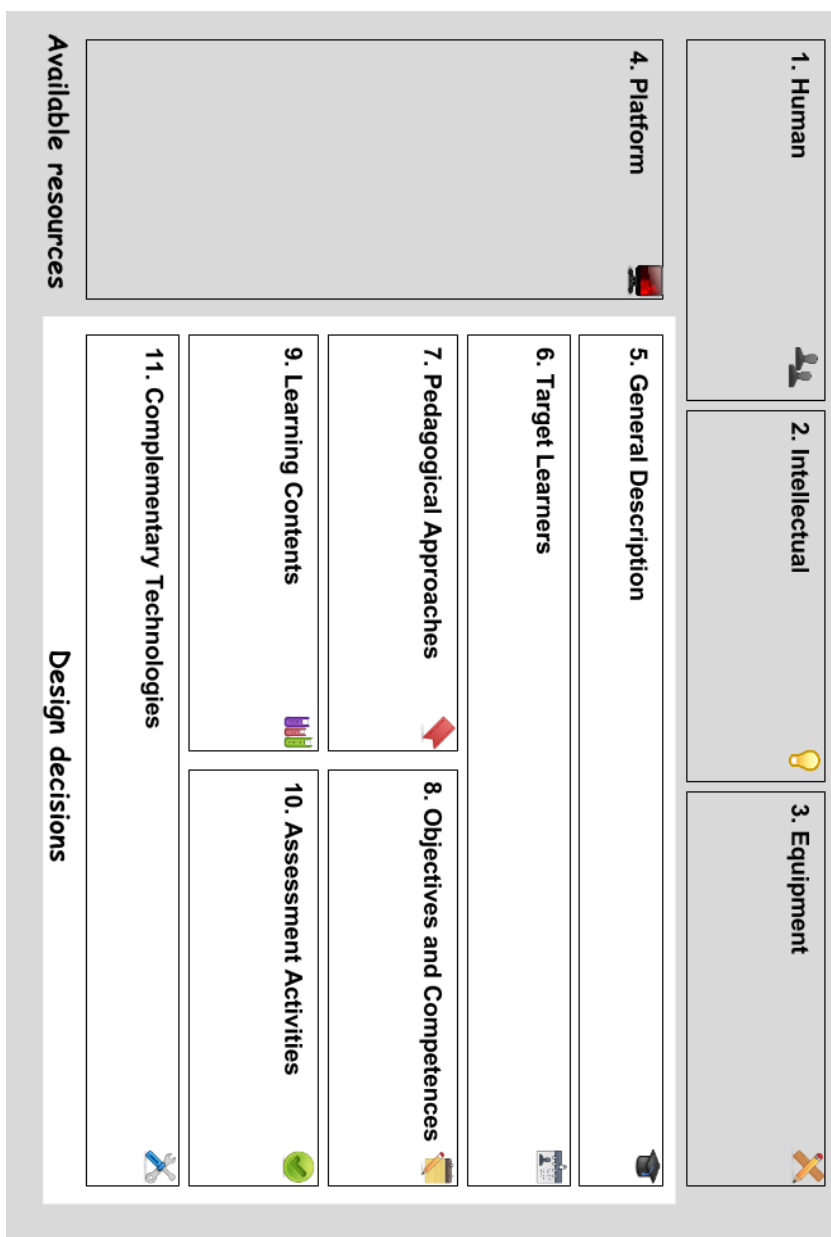 1. Human
2. Intellectual
3. Equipment
4. Platform
5. General Description
6. Target Learners
7. Pedagogical Approaches
8. Objectives and Competences
9. Learning Contents
10. Assessment Activities
11. Complementary Technologies
Available resources
Design decisions